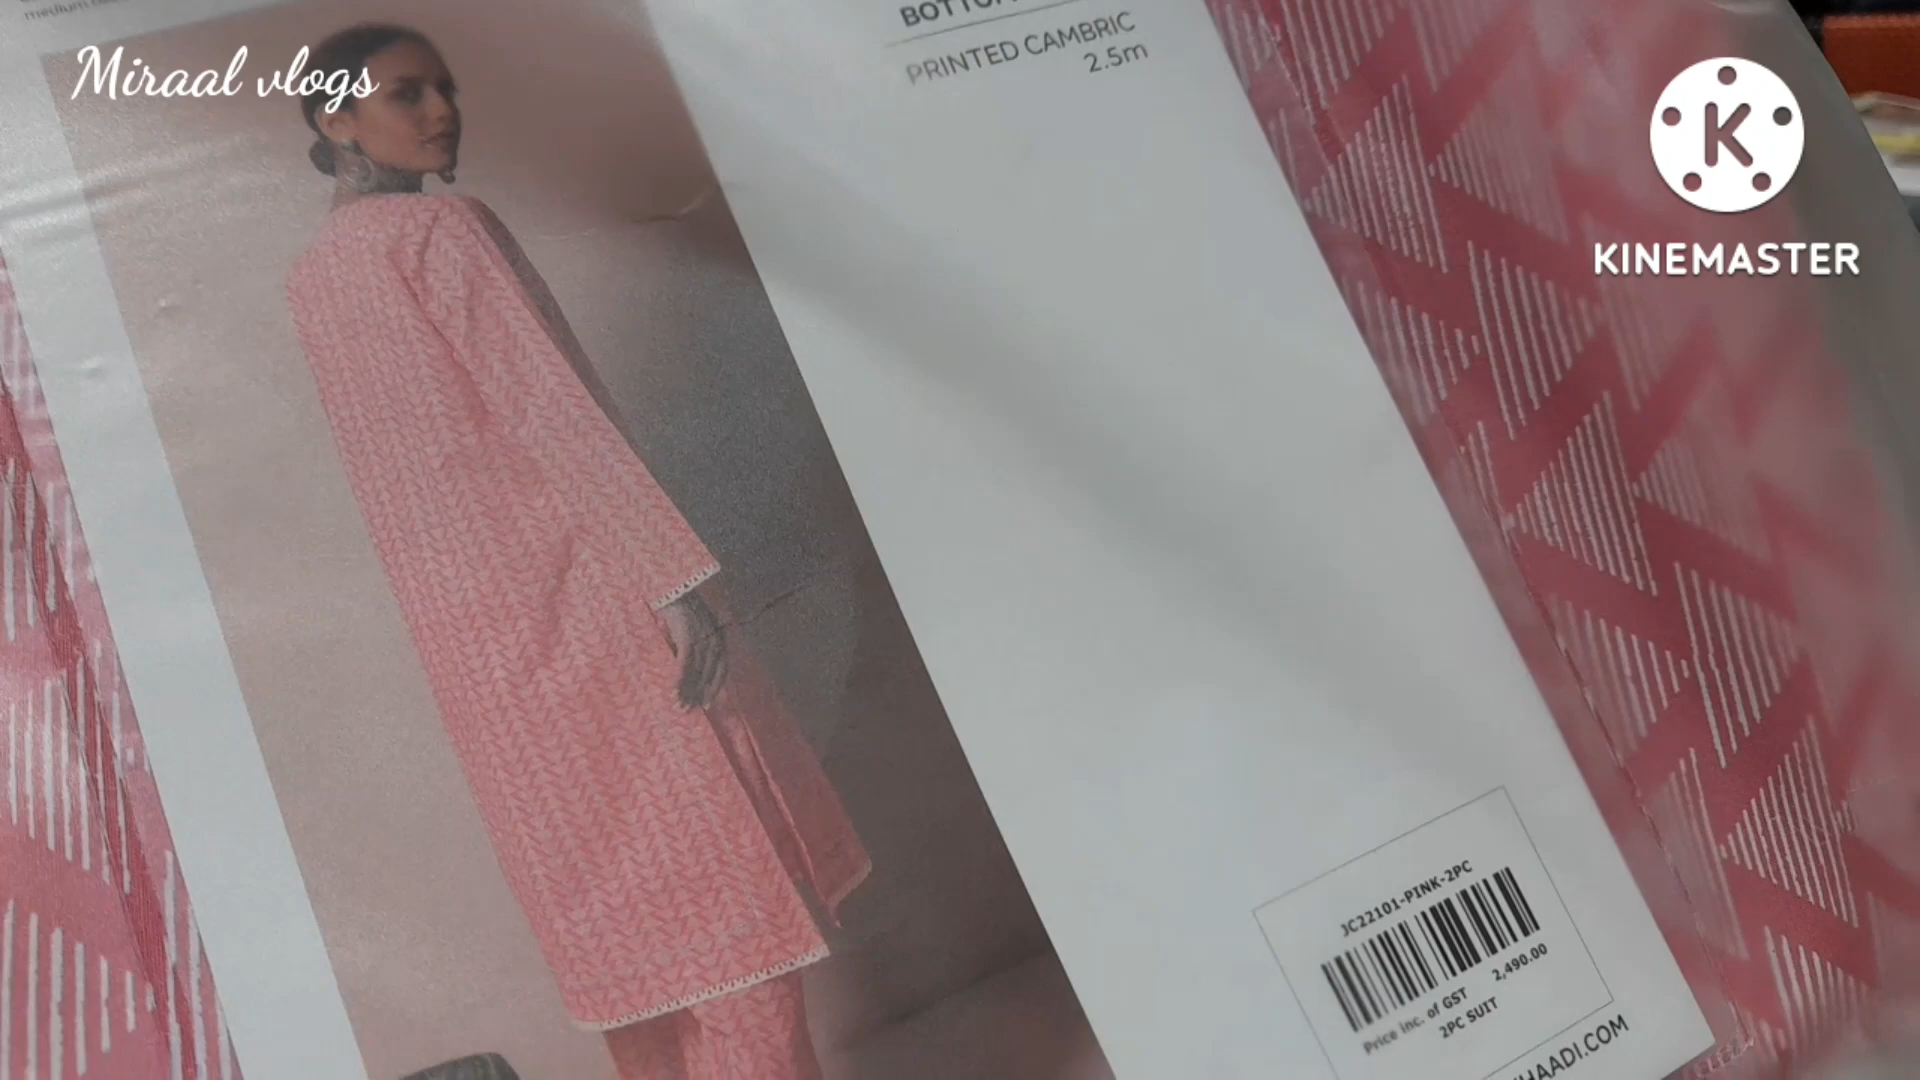 Miraal vlogs
PRINTED CAMBRIC
2.5m
K
KINEMASTER
JC22101-PINK-2PC
Price inc. of GST 2,490.00
2PC SUIT